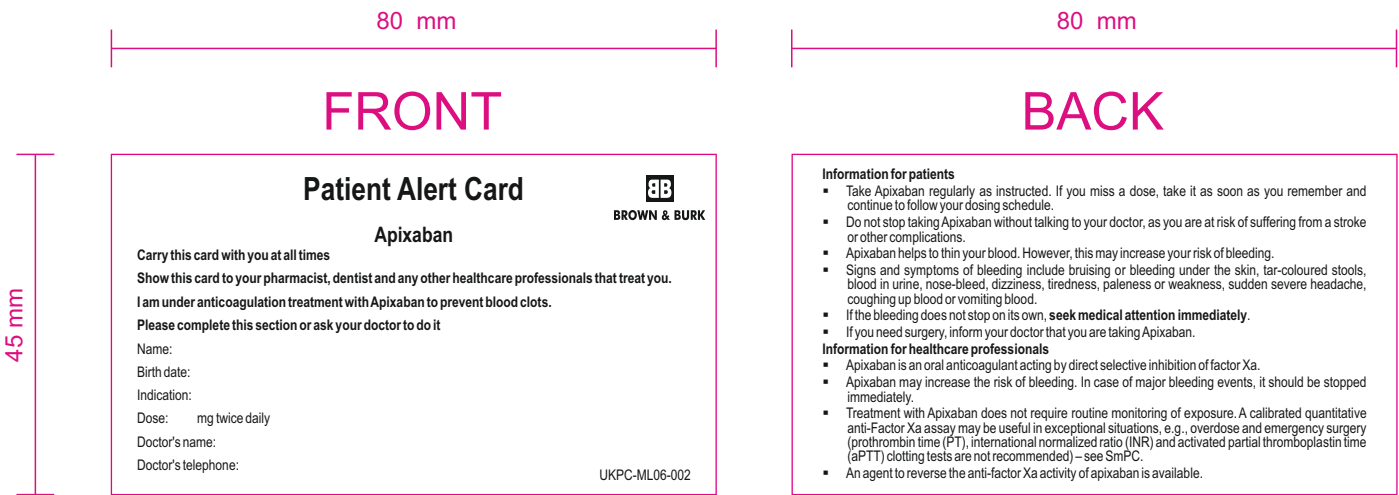 80 mm
FRONT
45 mm
Patient Alert Card
BB
BROWN & BURK
Apixaban
Carry this card with you at all times
Show this card to your pharmacist, dentist and any other healthcare professionals that treat you.
I am under anticoagulation treatment with Apixaban to prevent blood clots.
Please complete this section or ask your doctor to do it
Name:
Birth date:
Indication:
Dose: mg twice daily
Doctor's name:
Doctor's telephone:
UKPC-ML06-002
80 mm
BACK
Information for patients
▪ Take Apixaban regularly as instructed. If you miss a dose, take it as soon as you remember and
continue to follow your dosing schedule.
▪ Do not stop taking Apixaban without talking to your doctor, as you are at risk of suffering from a stroke
or other complications.
▪ Apixaban helps to thin your blood. However, this may increase your risk of bleeding.
▪ Signs and symptoms of bleeding include bruising or bleeding under the skin, tar-coloured stools,
blood in urine, nose-bleed, dizziness, tiredness, paleness or weakness, sudden severe headache,
coughing up blood or vomiting blood.
▪ If the bleeding does not stop on its own, seek medical attention immediately.
▪ If you need surgery, inform your doctor that you are taking Apixaban.
Information for healthcare professionals
▪ Apixaban is an oral anticoagulant acting by direct selective inhibition of factor Xa.
▪ Apixaban may increase the risk of bleeding. In case of major bleeding events, it should be stopped
immediately.
▪ Treatment with Apixaban does not require routine monitoring of exposure. A calibrated quantitative
anti-Factor Xa assay may be useful in exceptional situations, e.g., overdose and emergency surgery
(prothrombin time (PT), international normalized ratio (INR) and activated partial thromboplastin time
(aPTT) clotting tests are not recommended) – see SmPC.
▪ An agent to reverse the anti-factor Xa activity of apixaban is available.